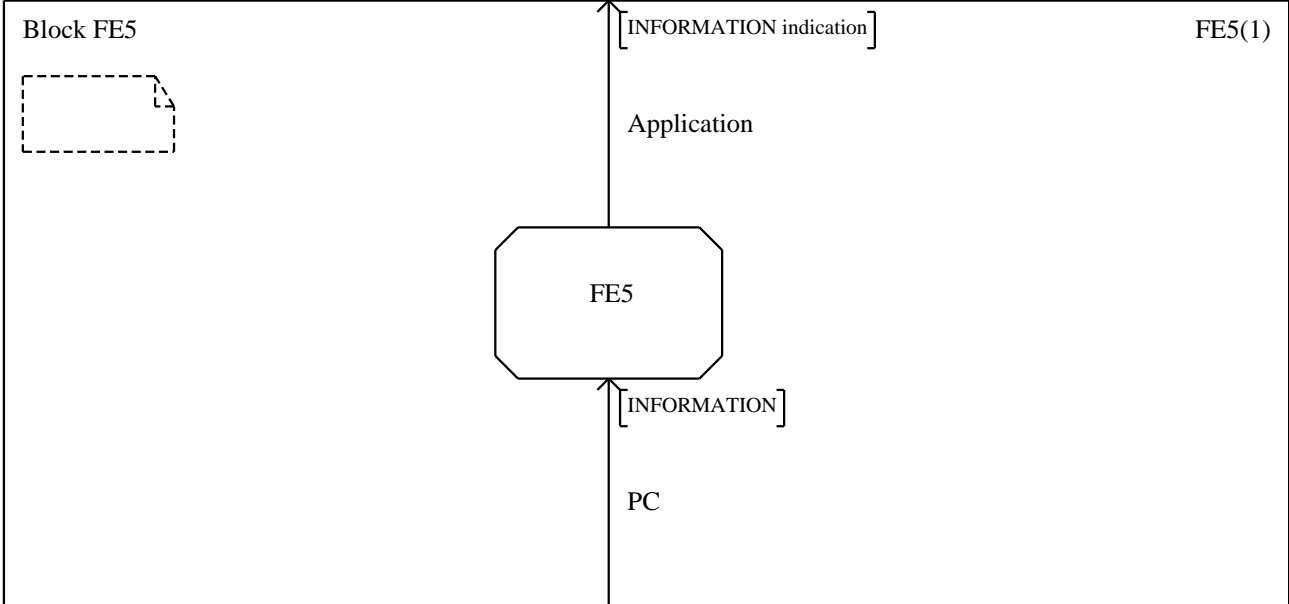 Block FE5
INFORMATION indication
FE5(1)
Application
FE5
INFORMATION
PC